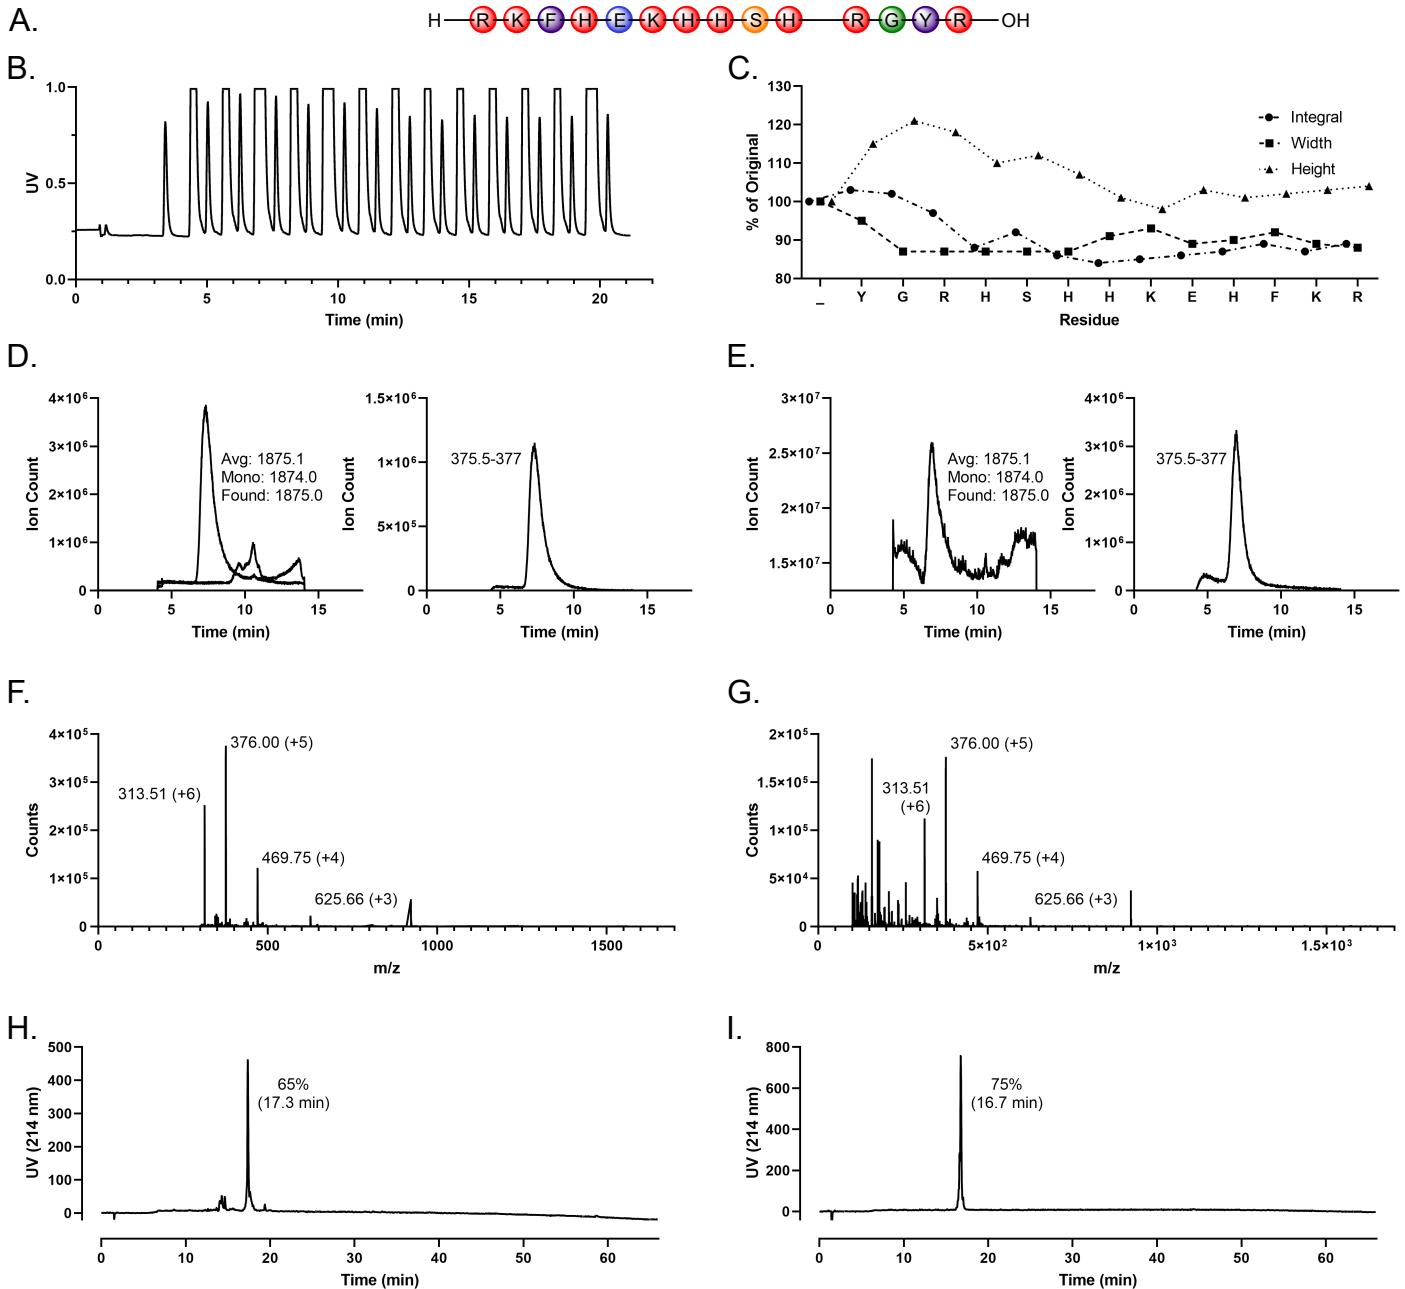 A.
H R K F H E K H H S H R G Y R OH
B.
1.0
0.5
0.0
UV
0 5 10 15 20
Time (min)
C.
130
120
110
100
90
80
% of Original
Integral
Width
Height
_ Y G R H S H H K E H F K R
Residue
D.
4×10⁶
3×10⁶
2×10⁶
1×10⁶
0
Ion Count
Avg: 1875.1
Mono: 1874.0
Found: 1875.0
0 5 10 15
Time (min)
1.5×10⁶
1×10⁶
5×10⁵
0
Ion Count
375.5-377
0 5 10 15
Time (min)
E.
3×10⁷
2.5×10⁷
2×10⁷
1.5×10⁷
Ion Count
Avg: 1875.1
Mono: 1874.0
Found: 1875.0
0 5 10 15
Time (min)
4×10⁶
3×10⁶
2×10⁶
1×10⁶
0
Ion Count
375.5-377
0 5 10 15
Time (min)
F.
4×10⁵
3×10⁵
2×10⁵
1×10⁵
0
Counts
376.00 (+5)
313.51 (+6)
469.75 (+4)
625.66 (+3)
0 500 1000 1500
m/z
G.
2×10⁵
1.5×10⁵
1×10⁵
5×10⁴
0
Counts
376.00 (+5)
313.51
(+6)
469.75 (+4)
625.66 (+3)
0 5×10² 1×10³ 1.5×10³
m/z
H.
500
400
300
200
100
0
UV (214 nm)
65%
(17.3 min)
0 10 20 30 40 50 60
Time (min)
I.
800
600
400
200
0
UV (214 nm)
75%
(16.7 min)
0 10 20 30 40 50 60
Time (min)